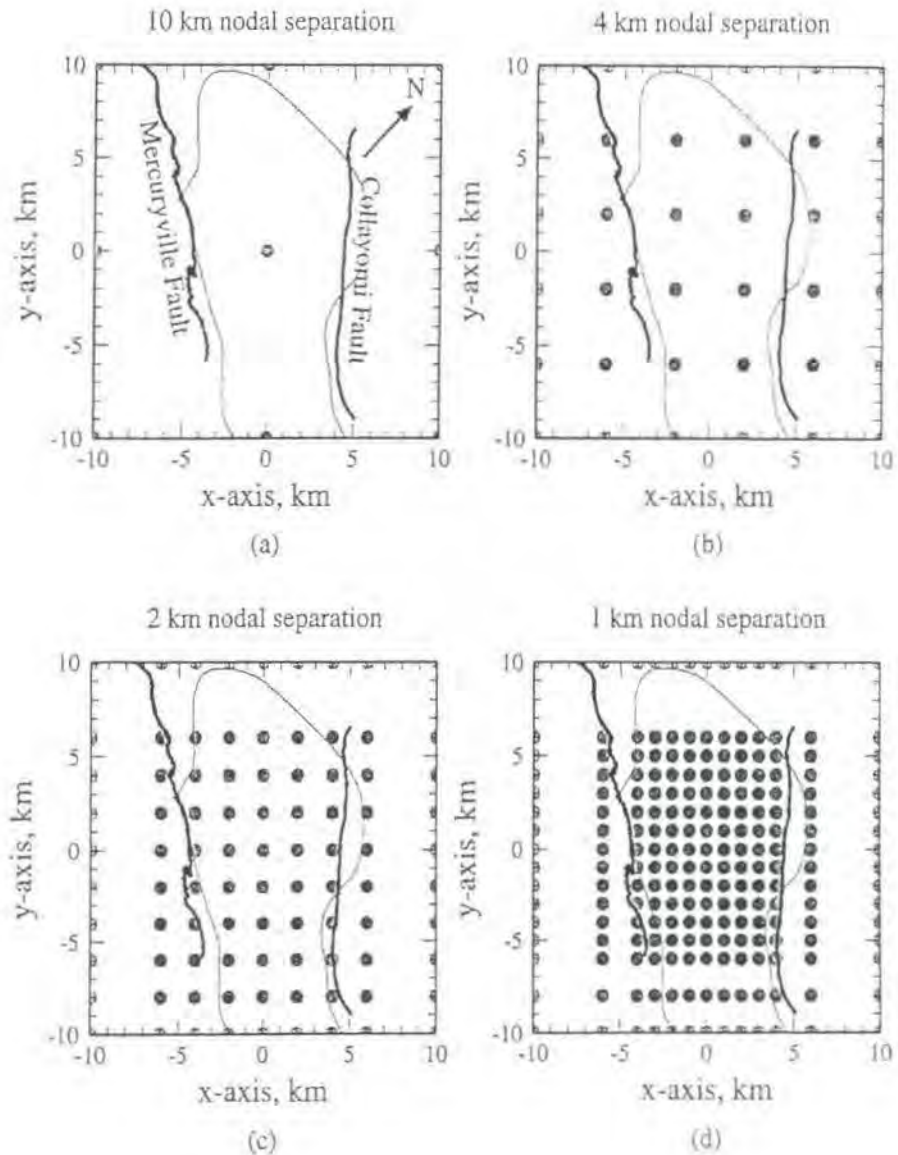 10 km nodal separation
4 km nodal separation
10
5
0
-5
-10
y-axis, km
N
Mercuryville Fault
Collayomi Fault
-10 -5 0 5 10
x-axis, km
(a)
10
5
0
-5
-10
y-axis, km
-10 -5 0 5 10
x-axis, km
(b)
2 km nodal separation
1 km nodal separation
10
5
0
-5
-10
y-axis, km
-10 -5 0 5 10
x-axis, km
(c)
10
5
0
-5
-10
y-axis, km
-10 -5 0 5 10
x-axis, km
(d)